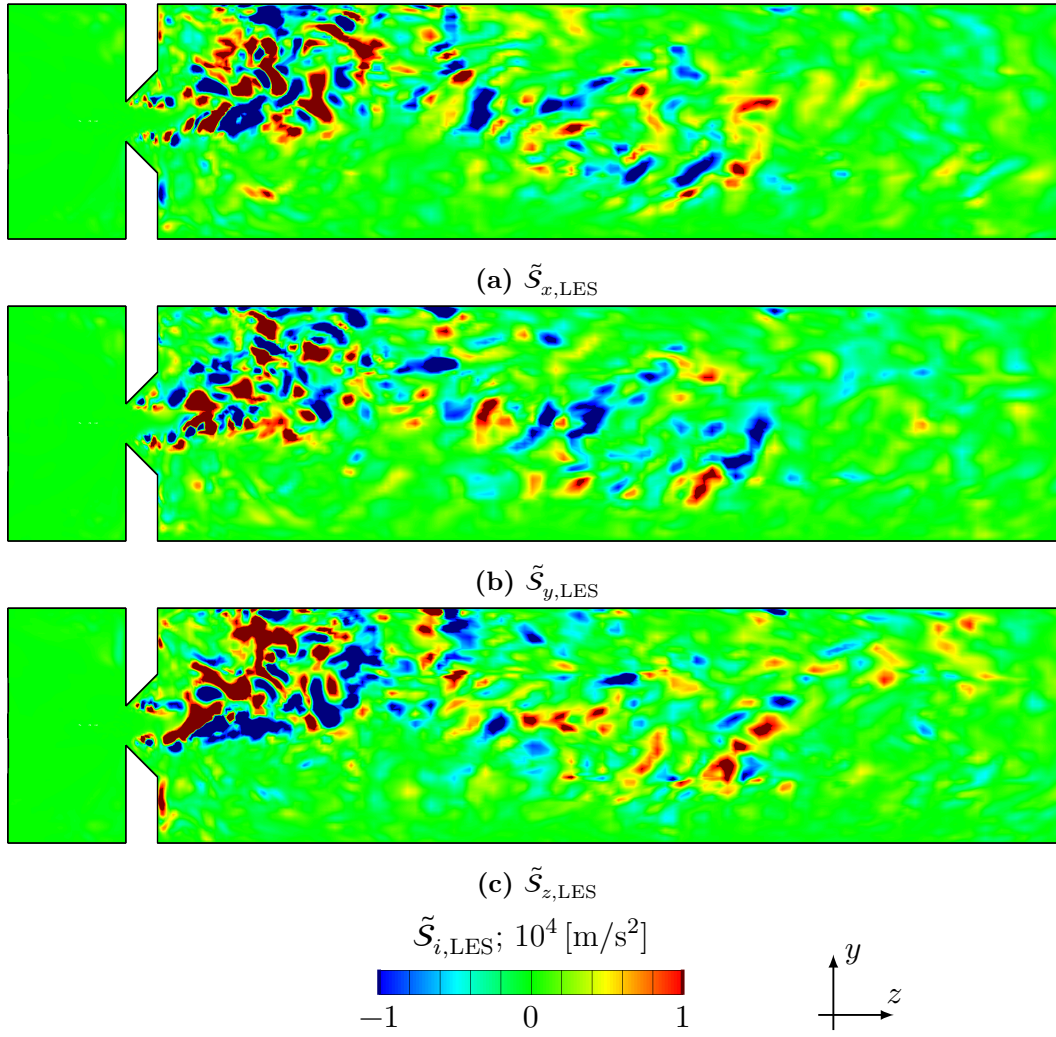 (a) S̃x,LES
(b) S̃y,LES
(c) S̃z,LES
S̃i,LES; 10⁴ [m/s²]
−1 0 1
y
z